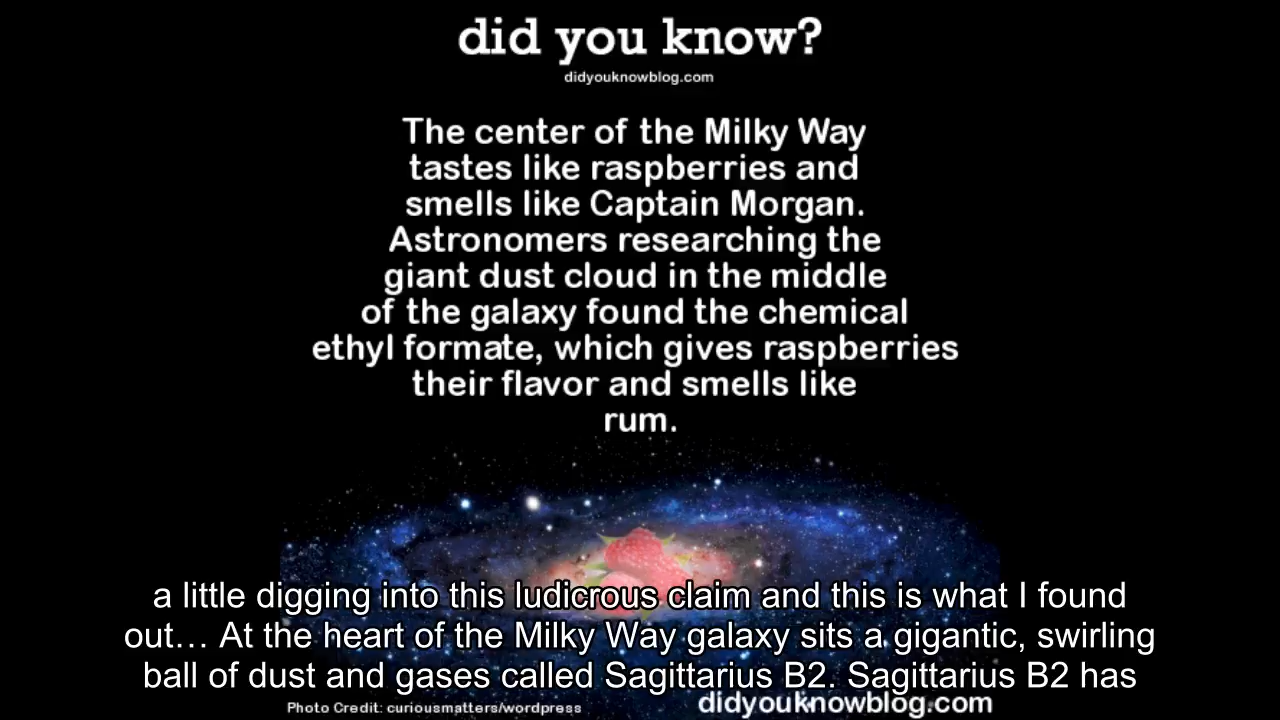 did you know?
didyouknowblog.com
The center of the Milky Way
tastes like raspberries and
smells like Captain Morgan.
Astronomers researching the
giant dust cloud in the middle
of the galaxy found the chemical
ethyl formate, which gives raspberries
their flavor and smells like
rum.
a little digging into this ludicrous claim and this is what I found
out… At the heart of the Milky Way galaxy sits a gigantic, swirling
ball of dust and gases called Sagittarius B2. Sagittarius B2 has
Photo Credit: curiousmatters/wordpress
didyouknowblog.com